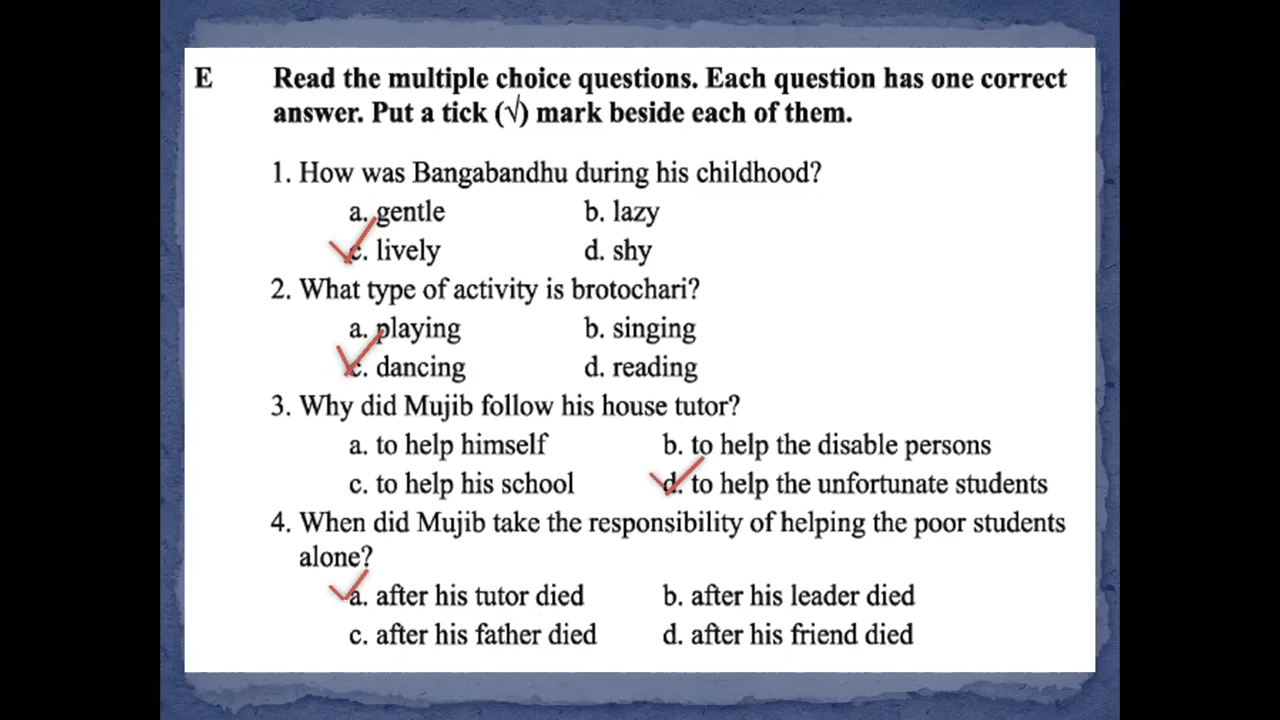 E Read the multiple choice questions. Each question has one correct
answer. Put a tick (√) mark beside each of them.
1. How was Bangabandhu during his childhood?
a. gentle b. lazy
c. lively d. shy
2. What type of activity is brotochari?
a. playing b. singing
c. dancing d. reading
3. Why did Mujib follow his house tutor?
a. to help himself b. to help the disable persons
c. to help his school d. to help the unfortunate students
4. When did Mujib take the responsibility of helping the poor students
alone?
a. after his tutor died b. after his leader died
c. after his father died d. after his friend died